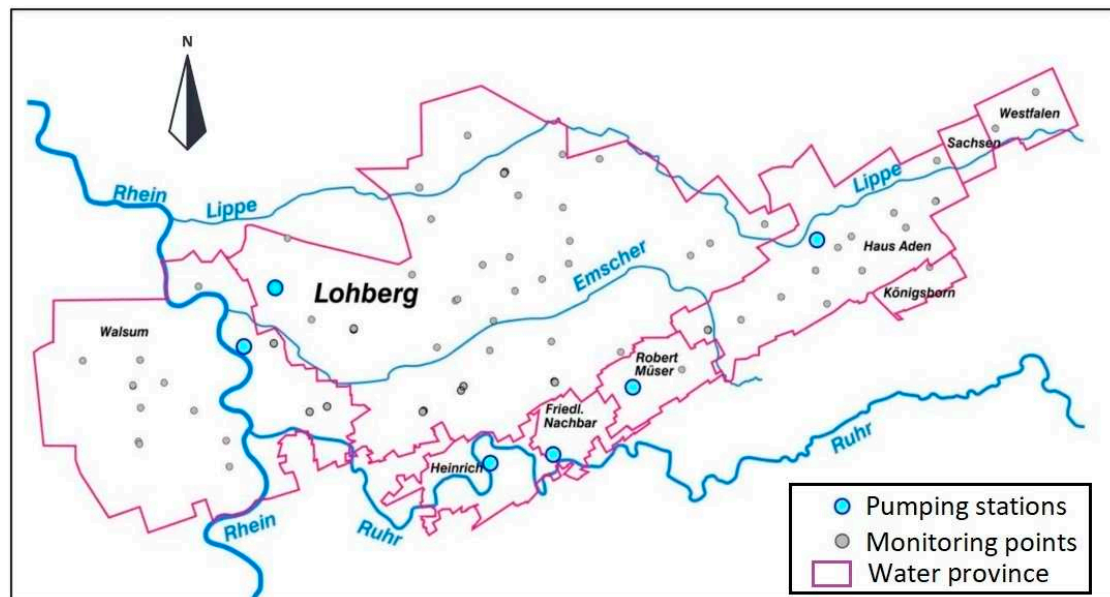 N
Westfalen
Sachsen
Rhein
Lippe
Lippe
Haus Aden
Emscher
Königsborn
Lohberg
Walsum
Robert
Müser
Friedl.
Nachbar
Ruhr
Heinrich
Rhein
Ruhr
Pumping stations
Monitoring points
Water province